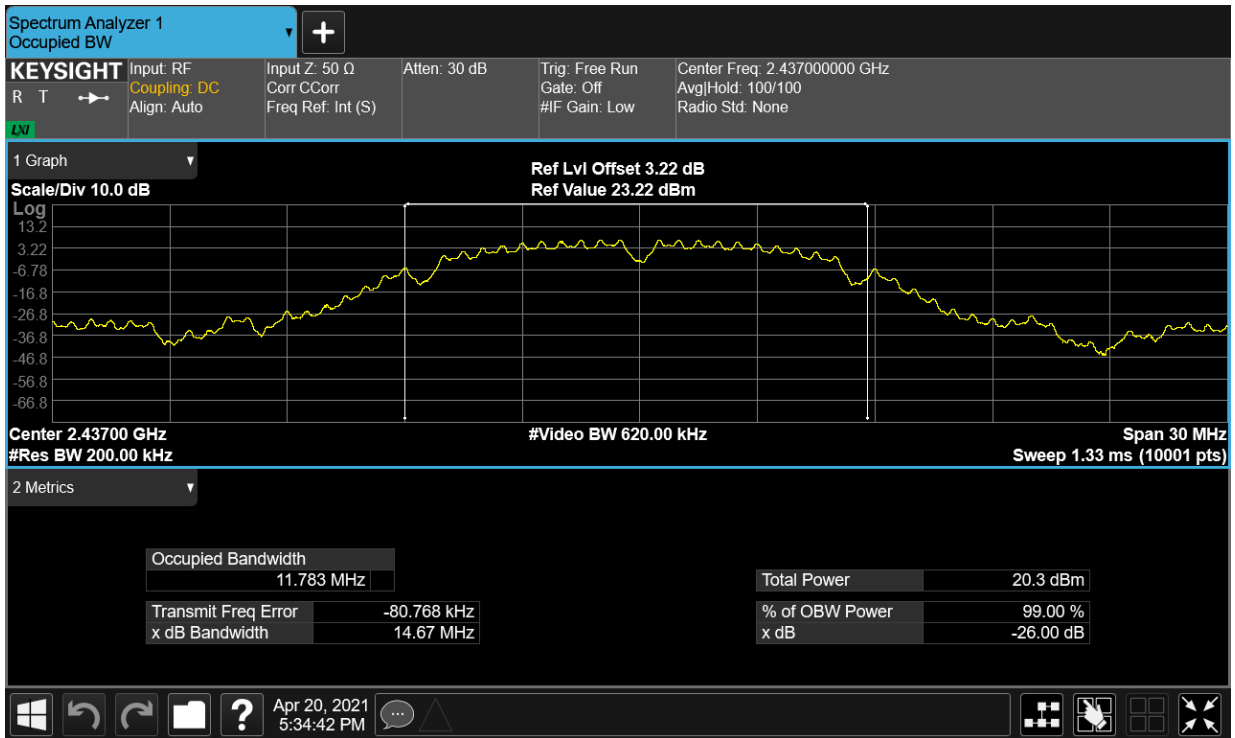 Spectrum Analyzer 1
Occupied BW
KEYSIGHT
R T
LXI
Input: RF
Coupling: DC
Align: Auto
Input Z: 50 Ω
Corr CCorr
Freq Ref: Int (S)
Atten: 30 dB
Trig: Free Run
Gate: Off
#IF Gain: Low
Center Freq: 2.437000000 GHz
Avg|Hold: 100/100
Radio Std: None
1 Graph
Scale/Div 10.0 dB
Ref Lvl Offset 3.22 dB
Ref Value 23.22 dBm
Log
13.2
3.22
-6.78
-16.8
-26.8
-36.8
-46.8
-56.8
-66.8
Center 2.43700 GHz
#Res BW 200.00 kHz
#Video BW 620.00 kHz
Span 30 MHz
Sweep 1.33 ms (10001 pts)
2 Metrics
Occupied Bandwidth
11.783 MHz
Transmit Freq Error -80.768 kHz
x dB Bandwidth 14.67 MHz
Total Power 20.3 dBm
% of OBW Power 99.00 %
x dB -26.00 dB
?
Apr 20, 2021
5:34:42 PM